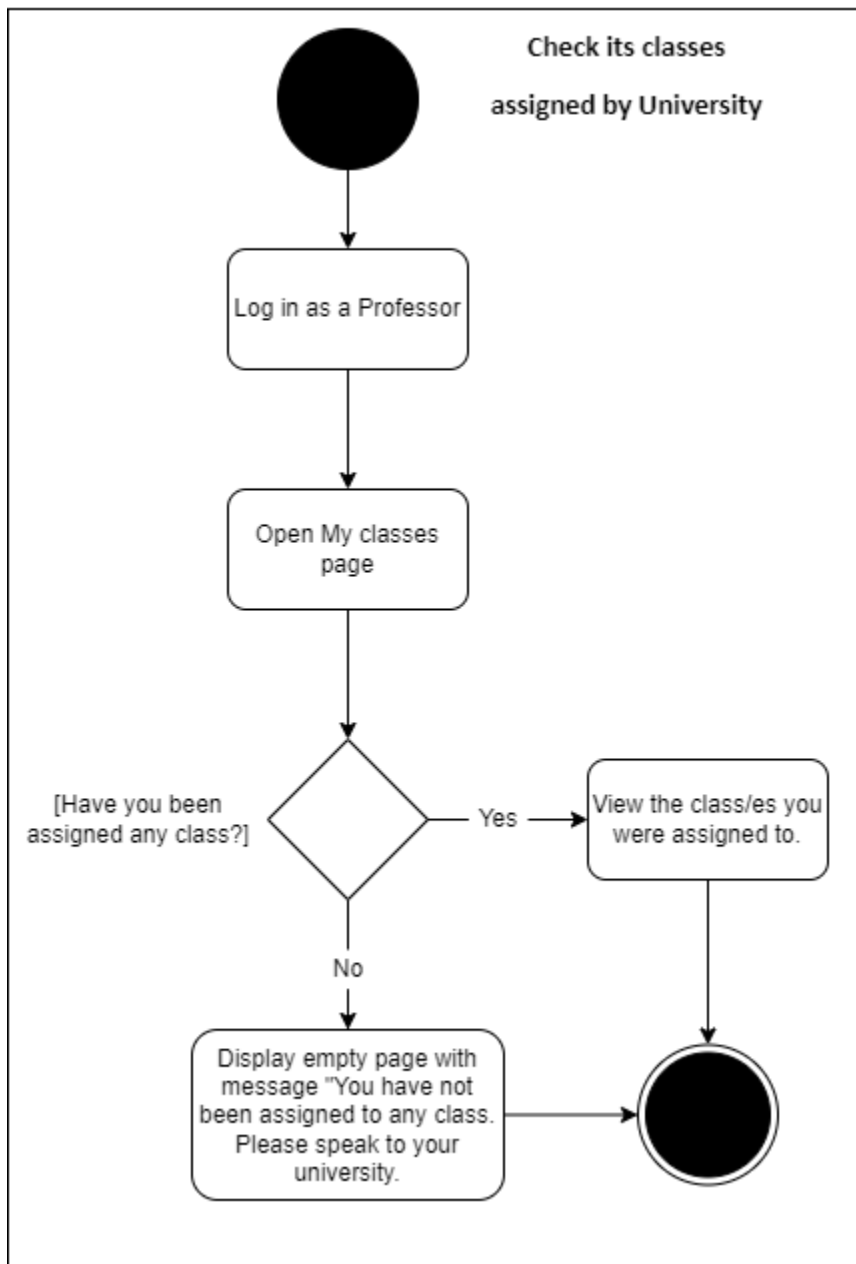 Check its classes
assigned by University
Log in as a Professor
Open My classes
page
[Have you been
assigned any class?]
Yes
View the class/es you
were assigned to.
No
Display empty page with
message "You have not
been assigned to any class.
Please speak to your
university.